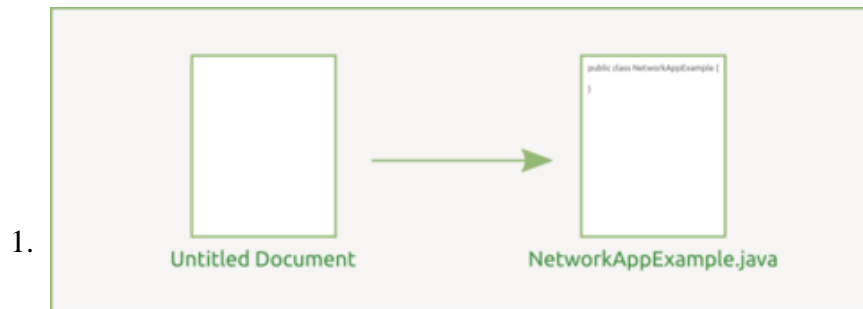 public class NetworkAppExample {
}
1.
Untitled Document
NetworkAppExample.java